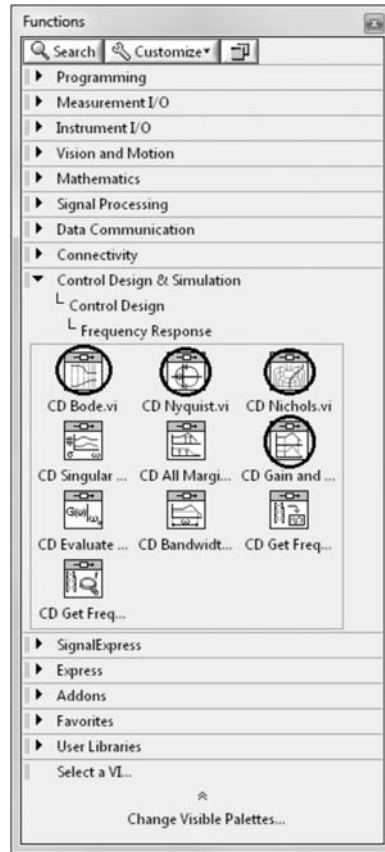 Functions
Search Customize
Programming
Measurement I/O
Instrument I/O
Vision and Motion
Mathematics
Signal Processing
Data Communication
Connectivity
Control Design & Simulation
Control Design
Frequency Response
CD Bode.vi CD Nyquist.vi CD Nichols.vi
CD Singular ... CD All Margi... CD Gain and ...
G(ω)|ω₀
CD Evaluate ... CD Bandwidt... CD Get Freq...
CD Get Freq...
SignalExpress
Express
Addons
Favorites
User Libraries
Select a VI...
Change Visible Palettes...